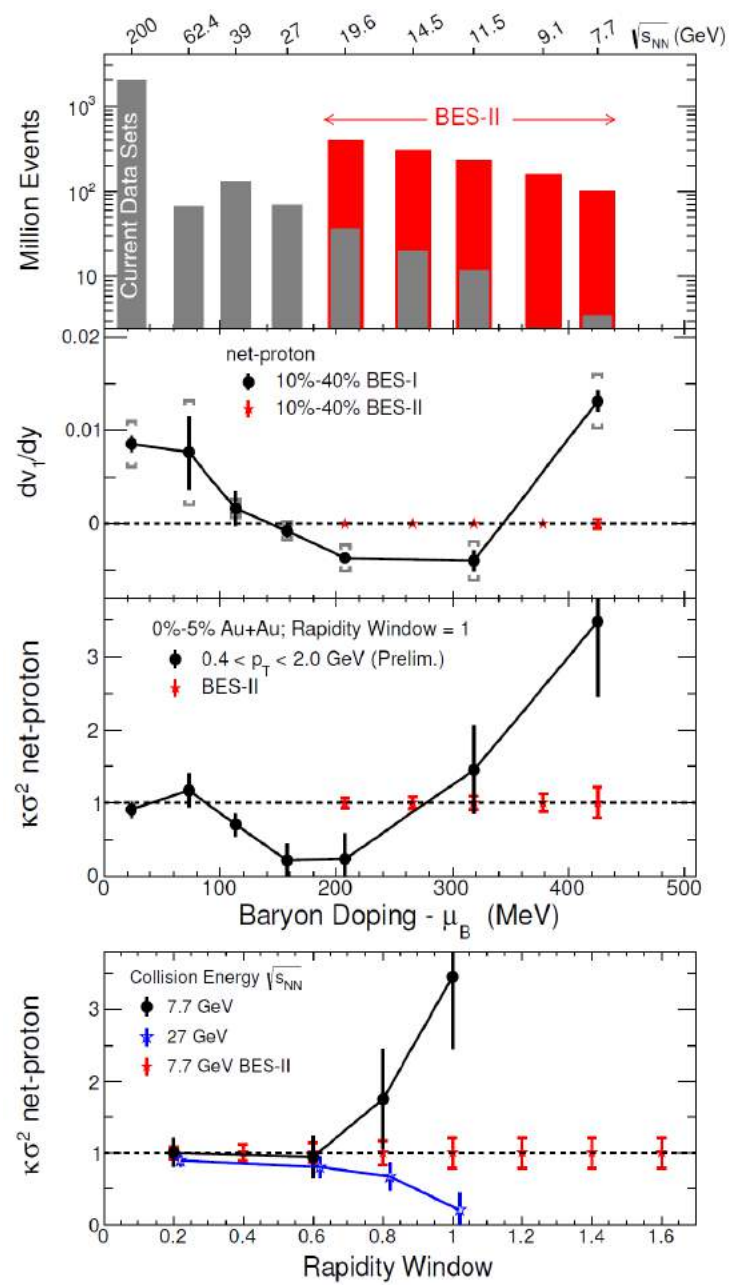 200 62.4 39 27 19.6 14.5 11.5 9.1 7.7 √sNN (GeV)
BES-II
Current Data Sets
Million Events
10³
10²
10
0.02
net-proton
10%-40% BES-I
10%-40% BES-II
0.01
0
dv₁/dy
0%-5% Au+Au; Rapidity Window = 1
0.4 < pT < 2.0 GeV (Prelim.)
BES-II
3
2
1
0
κσ² net-proton
0 100 200 300 400 500
Baryon Doping - μB (MeV)
Collision Energy √sNN
7.7 GeV
27 GeV
7.7 GeV BES-II
3
2
1
0
κσ² net-proton
0 0.2 0.4 0.6 0.8 1 1.2 1.4 1.6
Rapidity Window